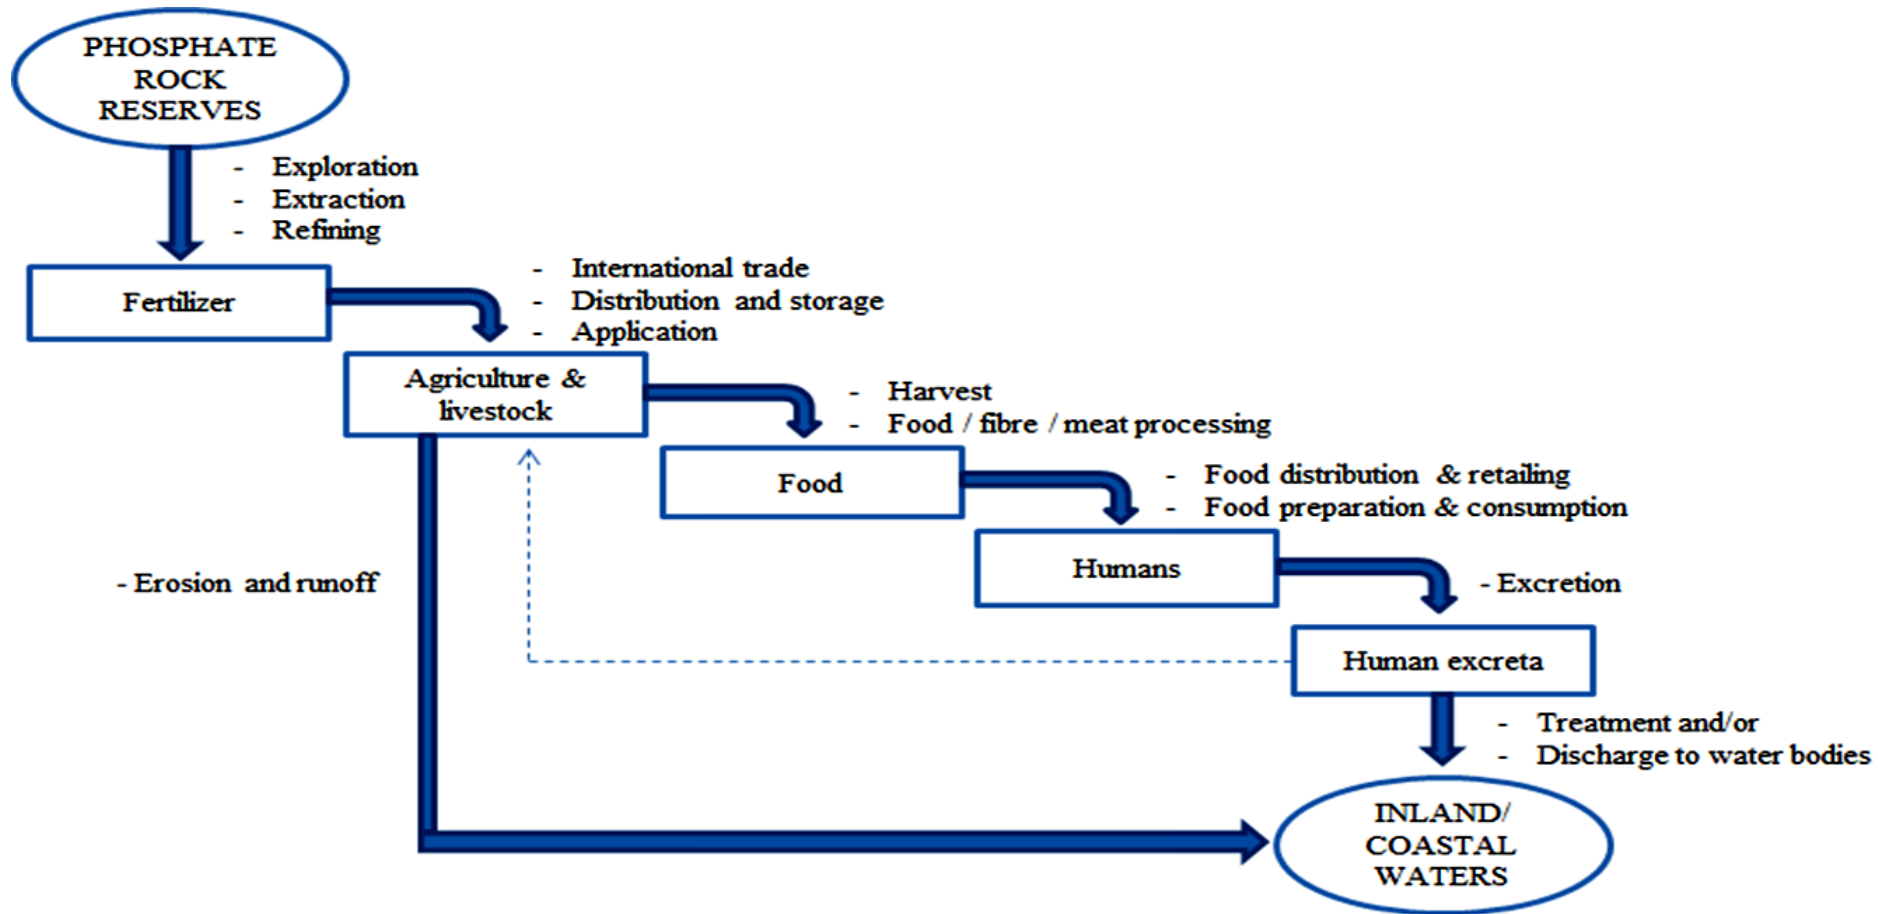 PHOSPHATE
ROCK
RESERVES
- Exploration
- Extraction
- Refining
Fertilizer
- International trade
- Distribution and storage
- Application
Agriculture &
livestock
- Harvest
- Food / fibre / meat processing
Food
- Food distribution & retailing
- Food preparation & consumption
Humans
- Erosion and runoff
- Excretion
Human excreta
- Treatment and/or
- Discharge to water bodies
INLAND/
COASTAL
WATERS